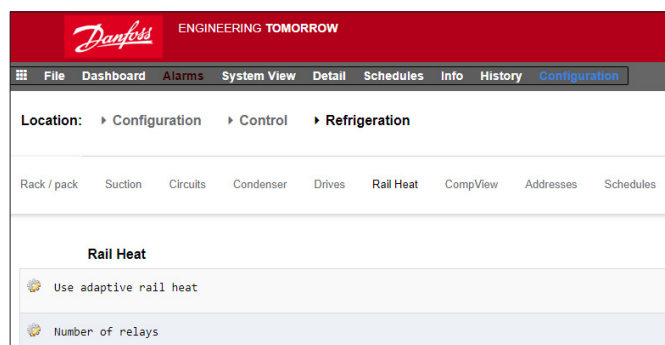 Danfoss ENGINEERING TOMORROW
File Dashboard Alarms System View Detail Schedules Info History Configuration
Location: Configuration Control Refrigeration
Rack / pack Suction Circuits Condenser Drives Rail Heat CompView Addresses Schedules
Rail Heat
Use adaptive rail heat
Number of relays